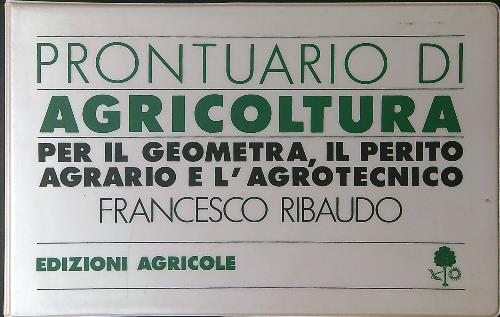 PRONTUARIO DI
AGRICOLTURA
PER IL GEOMETRA, IL PERITO
AGRARIO E L'AGROTECNICO
FRANCESCO RIBAUDO
EDIZIONI AGRICOLE